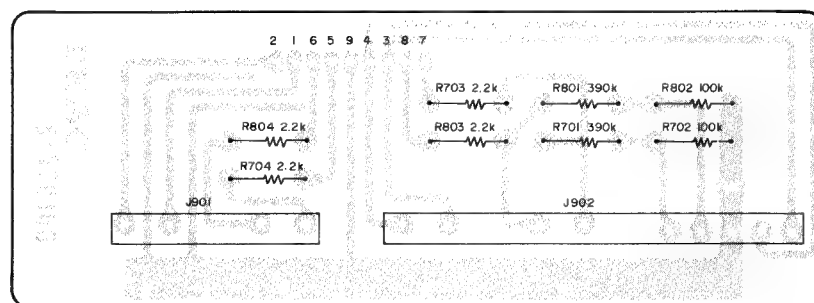 2 1 6 5 9 4 3 8 7
R703 2.2k R801 390k R802 100k
R804 2.2k R803 2.2k R701 390k R702 100k
R704 2.2k
J901 J902